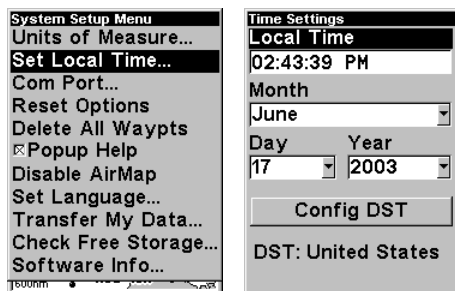 System Setup Menu
Units of Measure...
Set Local Time...
Com Port...
Reset Options
Delete All Waypts
Popup Help
Disable AirMap
Set Language...
Transfer My Data...
Check Free Storage...
Software Info...
600nm
Time Settings
Local Time
02:43:39 PM
Month
June
Day Year
17 2003
Config DST
DST: United States